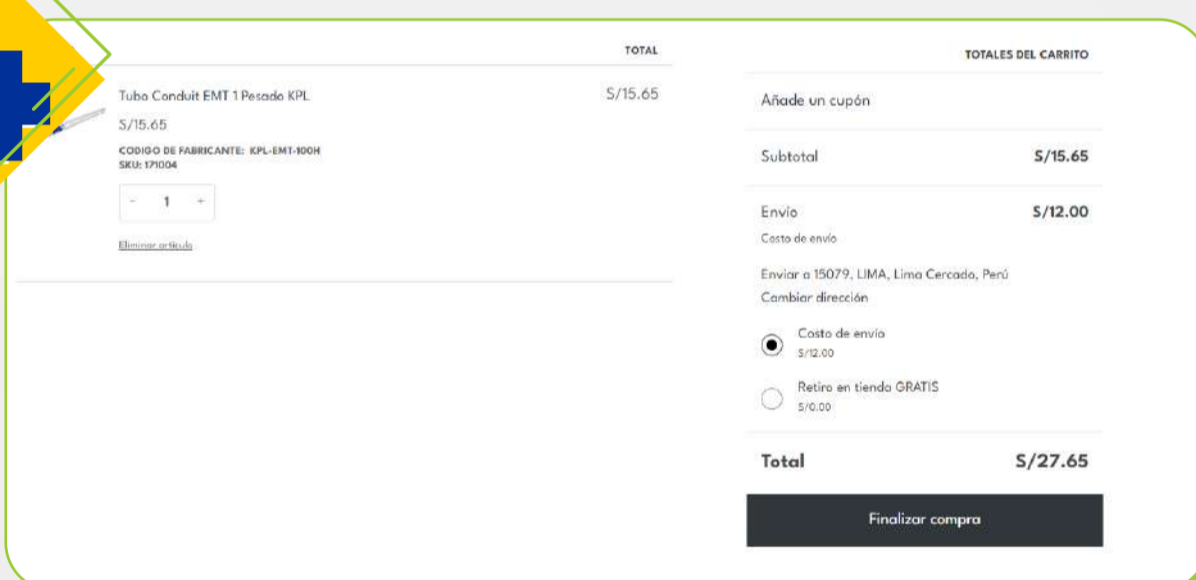 TOTAL
Tubo Conduit EMT 1 Pesado KPL
S/15.65
S/15.65
CODIGO DE FABRICANTE: KPL-EMT-100H
SKU: 171004
- 1 +
Eliminar artículo
TOTALES DEL CARRITO
Añade un cupón
Subtotal S/15.65
Envío S/12.00
Costo de envío
Enviar a 15079, LIMA, Lima Cercado, Perú
Cambiar dirección
Costo de envío
S/12.00
Retiro en tienda GRATIS
S/0.00
Total S/27.65
Finalizar compra